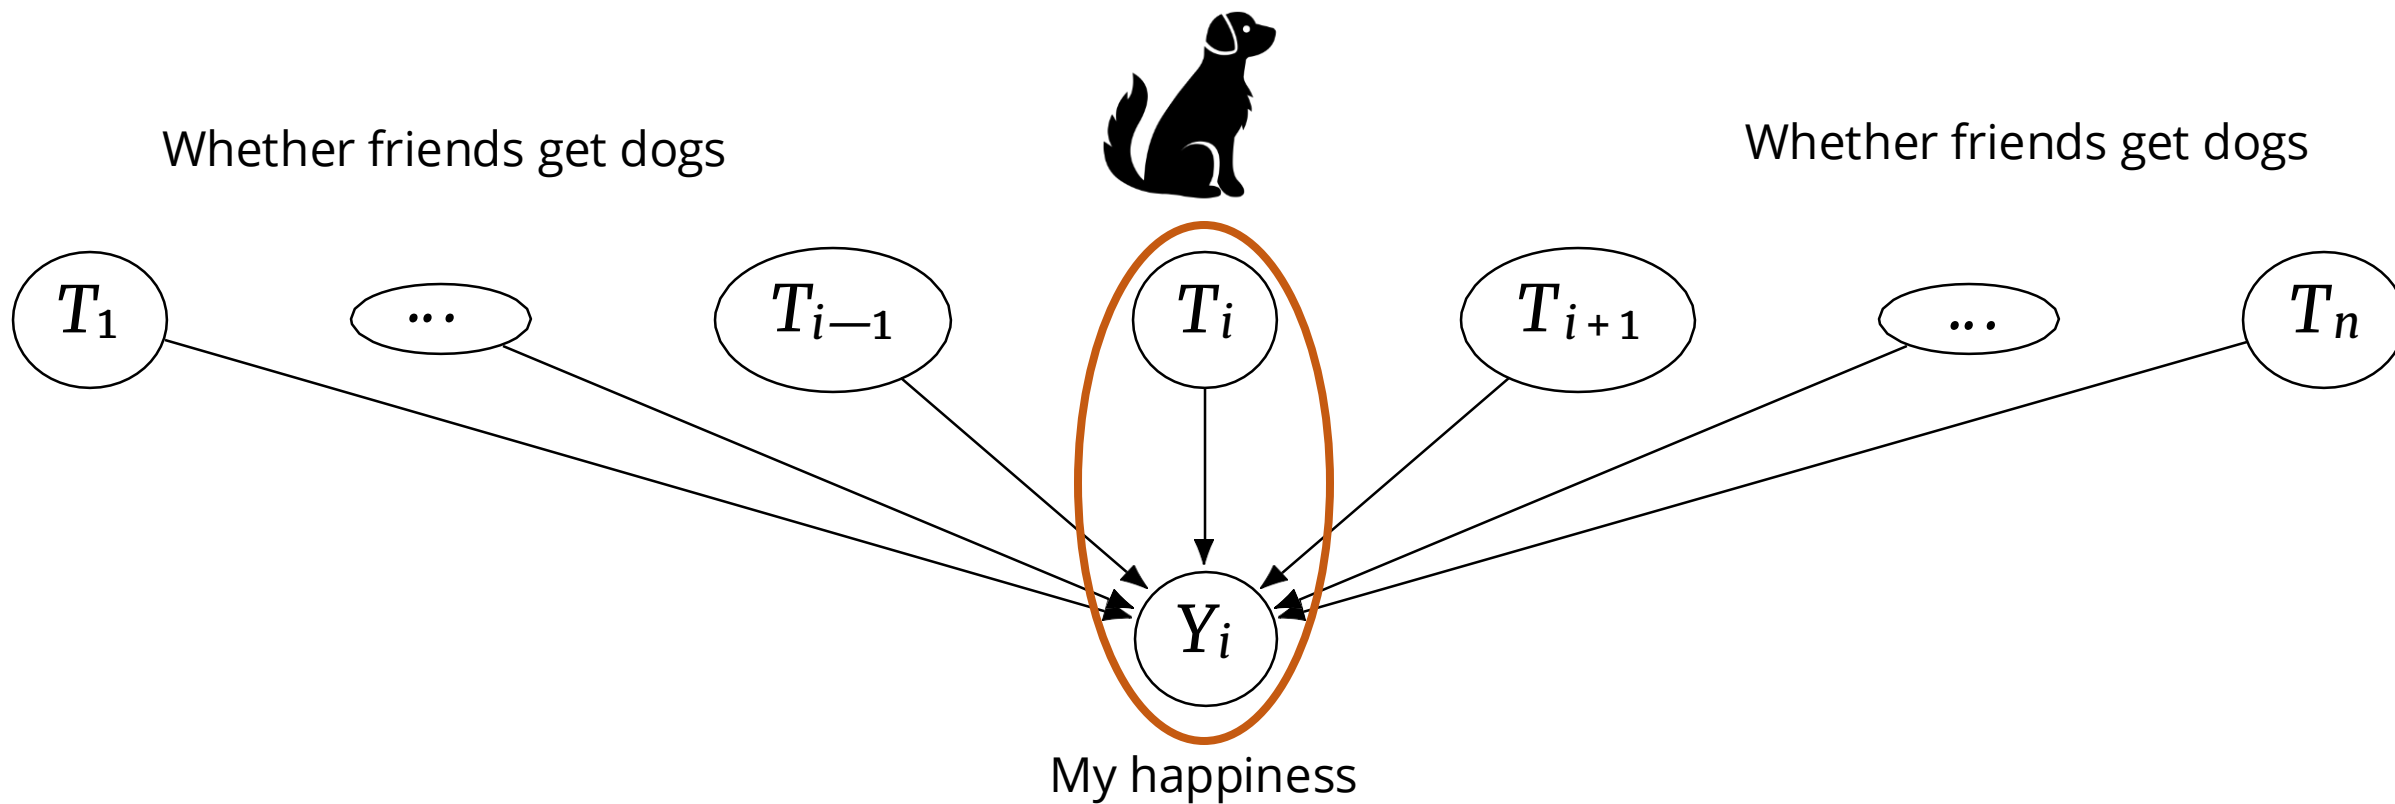 Whether friends get dogs
Whether friends get dogs
T1 ... Ti—1 Ti Ti + 1 ... Tn
Yi
My happiness